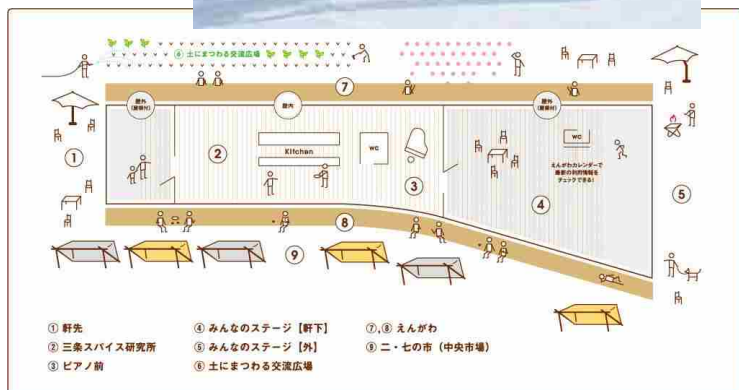 ⑥ 土にまつわる交流広場
⑦
屋外
(屋根付)
屋内
屋外
(屋根付)
①
②
Kitchen
WC
③
WC
えんがわカレンダーで
最新の利用情報を
チェックできる!
④
⑤
⑧
⑨
① 軒先
② 三条スパイス研究所
③ ピアノ前
④ みんなのステージ【軒下】
⑤ みんなのステージ【外】
⑥ 土にまつわる交流広場
⑦,⑧ えんがわ
⑨ 二・七の市(中央市場)